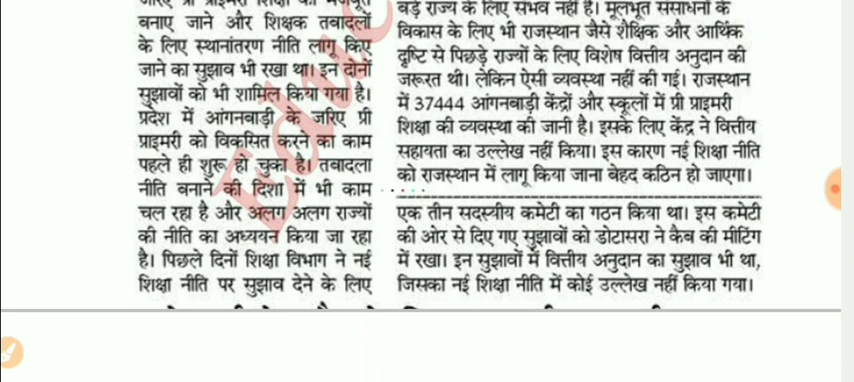 बनाए जाने और शिक्षक तबादलों
के लिए स्थानांतरण नीति लागू किए
जाने का सुझाव भी रखा था। इन दोनों
सुझावों को भी शामिल किया गया है।
प्रदेश में आंगनबाड़ी के जरिए प्री
प्राइमरी को विकसित करने का काम
पहले ही शुरू हो चुका है। तबादला
नीति बनाने की दिशा में भी काम
चल रहा है और अलग अलग राज्यों
की नीति का अध्ययन किया जा रहा
है। पिछले दिनों शिक्षा विभाग ने नई
शिक्षा नीति पर सुझाव देने के लिए
बड़े राज्य के लिए संभव नहीं है। मूलभूत संसाधनों के
विकास के लिए भी राजस्थान जैसे शैक्षिक और आर्थिक
दृष्टि से पिछड़े राज्यों के लिए विशेष वित्तीय अनुदान की
जरूरत थी। लेकिन ऐसी व्यवस्था नहीं की गई। राजस्थान
में 37444 आंगनबाड़ी केंद्रों और स्कूलों में प्री प्राइमरी
शिक्षा की व्यवस्था की जानी है। इसके लिए केंद्र ने वित्तीय
सहायता का उल्लेख नहीं किया। इस कारण नई शिक्षा नीति
को राजस्थान में लागू किया जाना बेहद कठिन हो जाएगा।
एक तीन सदस्यीय कमेटी का गठन किया था। इस कमेटी
की ओर से दिए गए सुझावों को डोटासरा ने कैब की मीटिंग
में रखा। इन सुझावों में वित्तीय अनुदान का सुझाव भी था,
जिसका नई शिक्षा नीति में कोई उल्लेख नहीं किया गया।
Educ